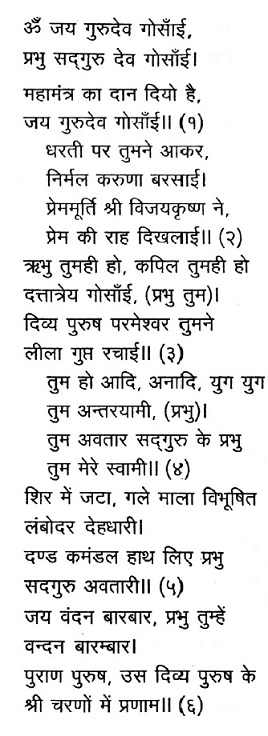 ॐ जय गुरुदेव गोसाँई,
प्रभु सद्‌गुरु देव गोसाँई।
महामंत्र का दान दियो है,
जय गुरुदेव गोसाँई॥ (१)
धरती पर तुमने आकर,
निर्मल करुणा बरसाई।
प्रेममूर्ति श्री विजयकृष्ण ने,
प्रेम की राह दिखलाई॥ (२)
ऋभु तुमही हो, कपिल तुमही हो
दत्तात्रेय गोसाँई, (प्रभु तुम)।
दिव्य पुरुष परमेश्वर तुमने
लीला गुप्त रचाई॥ (३)
तुम हो आदि, अनादि, युग युग
तुम अन्तरयामी, (प्रभु)।
तुम अवतार सद्‌गुरु के प्रभु
तुम मेरे स्वामी॥ (४)
शिर में जटा, गले माला विभूषित
लंबोदर देहधारी।
दण्ड कमंडल हाथ लिए प्रभु
सदगुरु अवतारी॥ (५)
जय वंदन बारबार, प्रभु तुम्हें
वन्दन बारम्बार।
पुराण पुरुष, उस दिव्य पुरुष के
श्री चरणों में प्रणाम॥ (६)